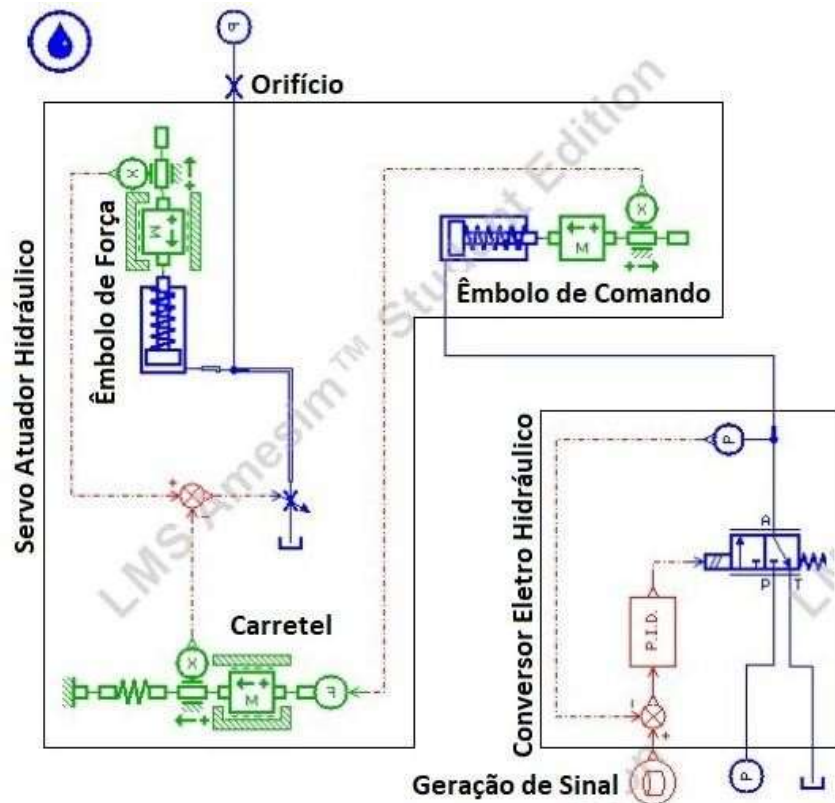 Orifício
Êmbolo de Força
X
M
X
M
Êmbolo de Comando
Servo Atuador Hidráulico
LMS Amesim™ Student Edition
P
Conversor Eletro Hidráulico
A
P T
P.I.D.
+
-
Carretel
X
M
F
-
+
P
Geração de Sinal